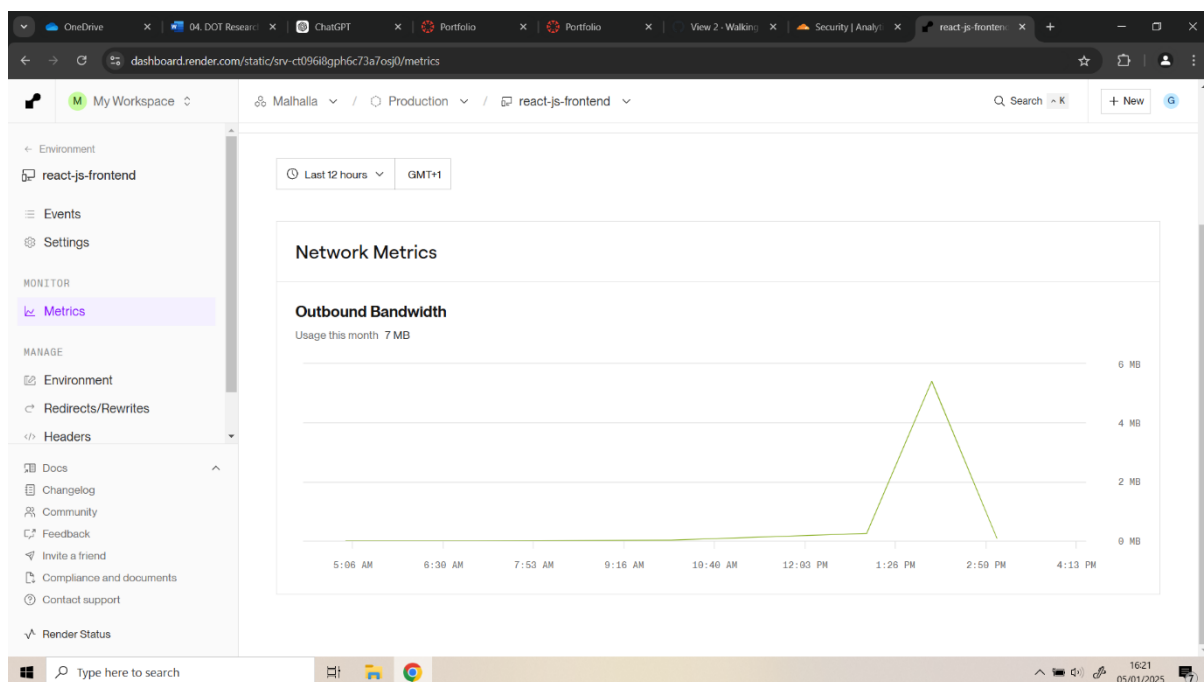 OneDrive
04. DOT Research
ChatGPT
Portfolio
Portfolio
View 2 - Walking
Security | Analyt
react-js-frontend
dashboard.render.com/static/srv-ct096i8gph6c73a7osj0/metrics
M My Workspace
Malhalla / Production / react-js-frontend
Search ^ K
+ New
G
← Environment
react-js-frontend
Events
Settings
MONITOR
Metrics
MANAGE
Environment
Redirects/Rewrites
Headers
Docs
Changelog
Community
Feedback
Invite a friend
Compliance and documents
Contact support
Render Status
Last 12 hours
GMT+1
Network Metrics
Outbound Bandwidth
Usage this month 7 MB
6 MB
4 MB
2 MB
0 MB
5:06 AM 6:30 AM 7:53 AM 9:16 AM 10:40 AM 12:03 PM 1:26 PM 2:50 PM 4:13 PM
Type here to search
16:21
05/01/2025